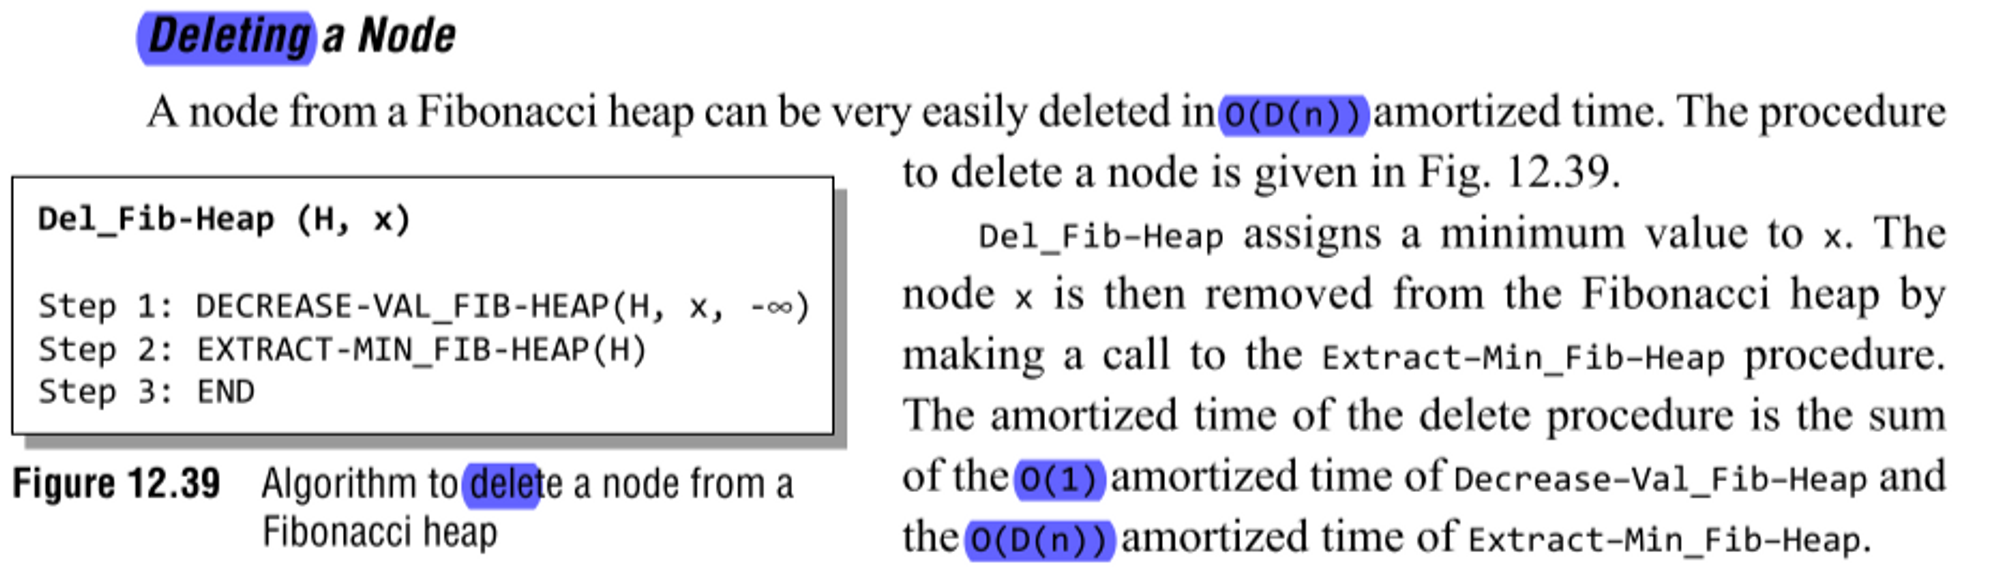 Deleting a Node
A node from a Fibonacci heap can be very easily deleted in O(D(n)) amortized time. The procedure
to delete a node is given in Fig. 12.39.
Del_Fib-Heap (H, x)
Step 1: DECREASE-VAL_FIB-HEAP(H, x, -∞)
Step 2: EXTRACT-MIN_FIB-HEAP(H)
Step 3: END
Figure 12.39 Algorithm to delete a node from a
Fibonacci heap
Del_Fib–Heap assigns a minimum value to x. The
node x is then removed from the Fibonacci heap by
making a call to the Extract–Min_Fib–Heap procedure.
The amortized time of the delete procedure is the sum
of the O(1) amortized time of Decrease–Val_Fib–Heap and
the O(D(n)) amortized time of Extract–Min_Fib–Heap.